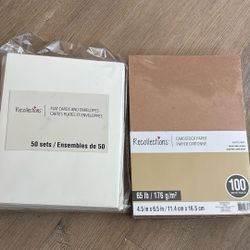 Recollections
FLAT CARDS AND ENVELOPES
CARTES PLATES ET ENVELOPPES
50 sets / Ensembles de 50
Recollections
CARDSTOCK PAPER
PAPIER CARTONNÉ
65 lb / 176 g/m²
4.5 in x 6.5 in / 11.4 cm x 16.5 cm
100